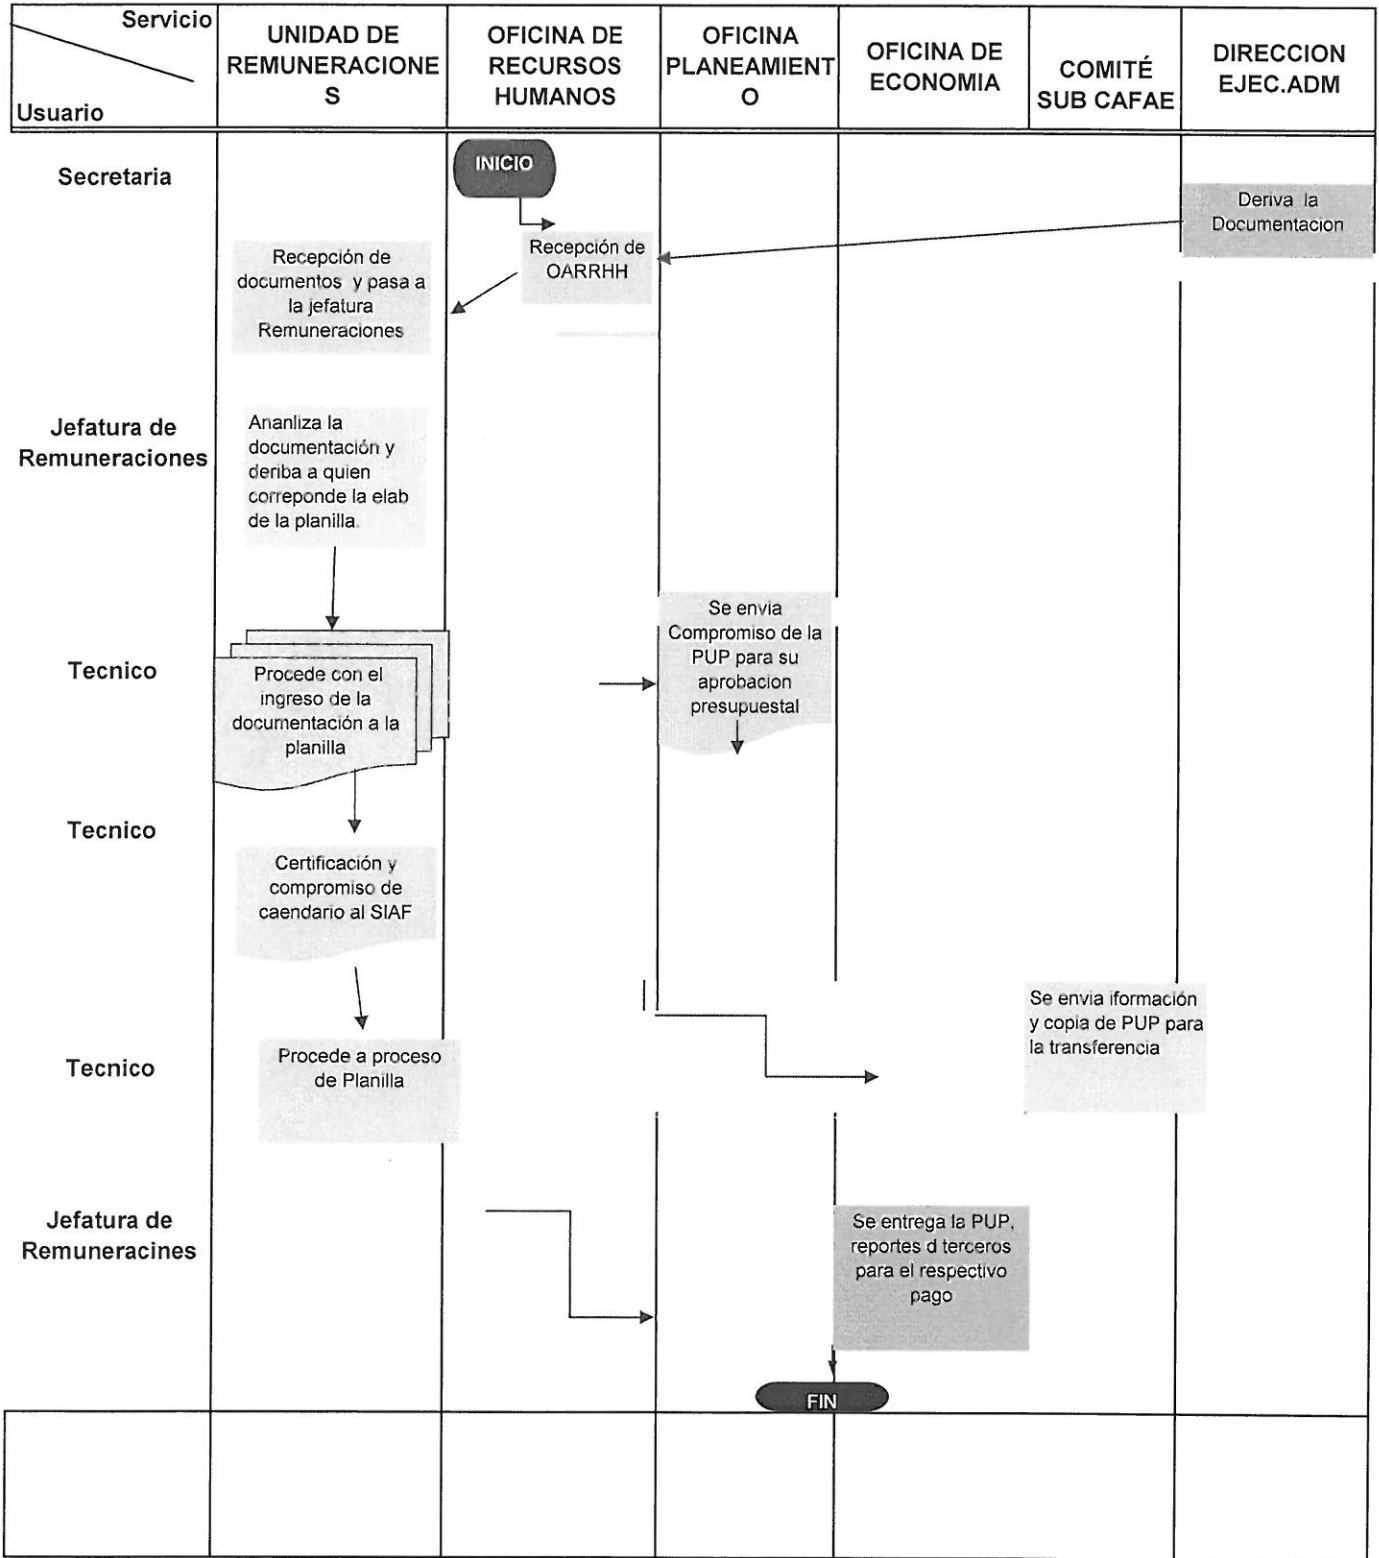 Servicio
Usuario
UNIDAD DE
REMUNERACIONE
S
OFICINA DE
RECURSOS
HUMANOS
OFICINA
PLANEAMIENT
O
OFICINA DE
ECONOMIA
COMITÉ
SUB CAFAE
DIRECCION
EJEC.ADM
Secretaria
INICIO
Deriva la
Documentacion
Recepción de
OARRHH
Recepción de
documentos y pasa a
la jefatura
Remuneraciones
Jefatura de
Remuneraciones
Ananliza la
documentación y
deriba a quien
correponde la elab
de la planilla.
Tecnico
Procede con el
ingreso de la
documentación a la
planilla
Se envia
Compromiso de la
PUP para su
aprobacion
presupuestal
Tecnico
Certificación y
compromiso de
caendario al SIAF
Tecnico
Procede a proceso
de Planilla
Se envia iformación
y copia de PUP para
la transferencia
Jefatura de
Remuneracines
Se entrega la PUP,
reportes d terceros
para el respectivo
pago
FIN